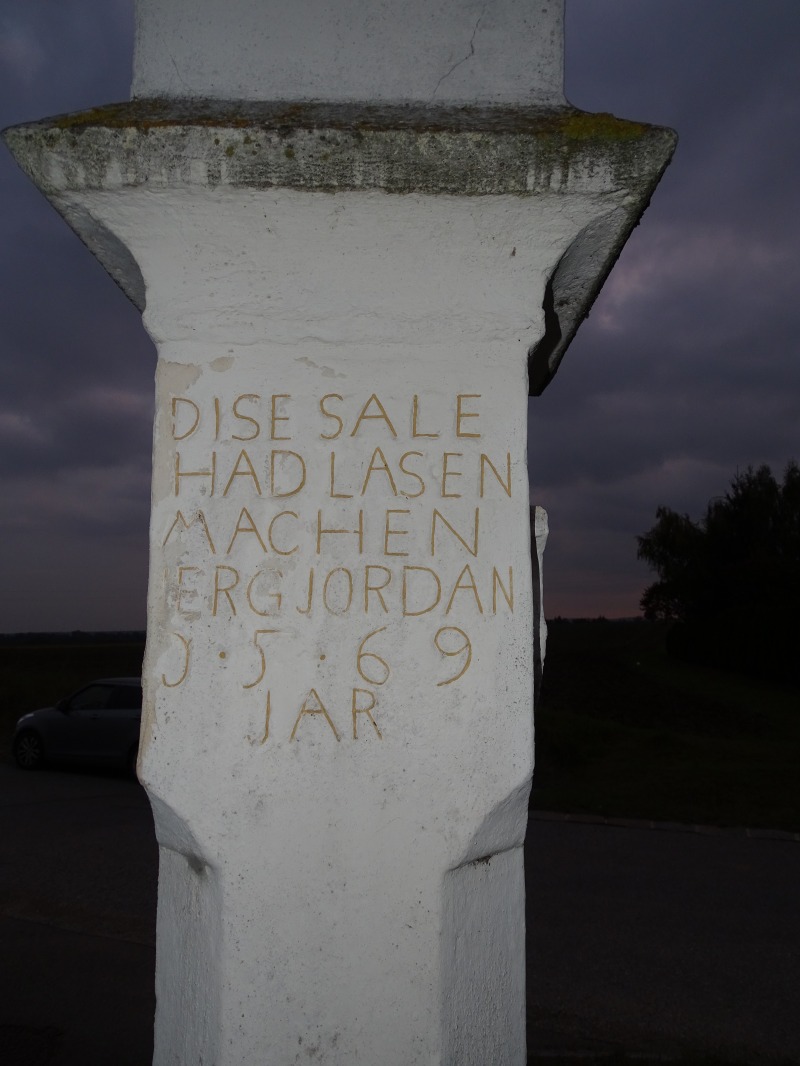 DISE SALE
HAD LASEN
MACHEN
ERG JORDAN
J·5·69
JAR